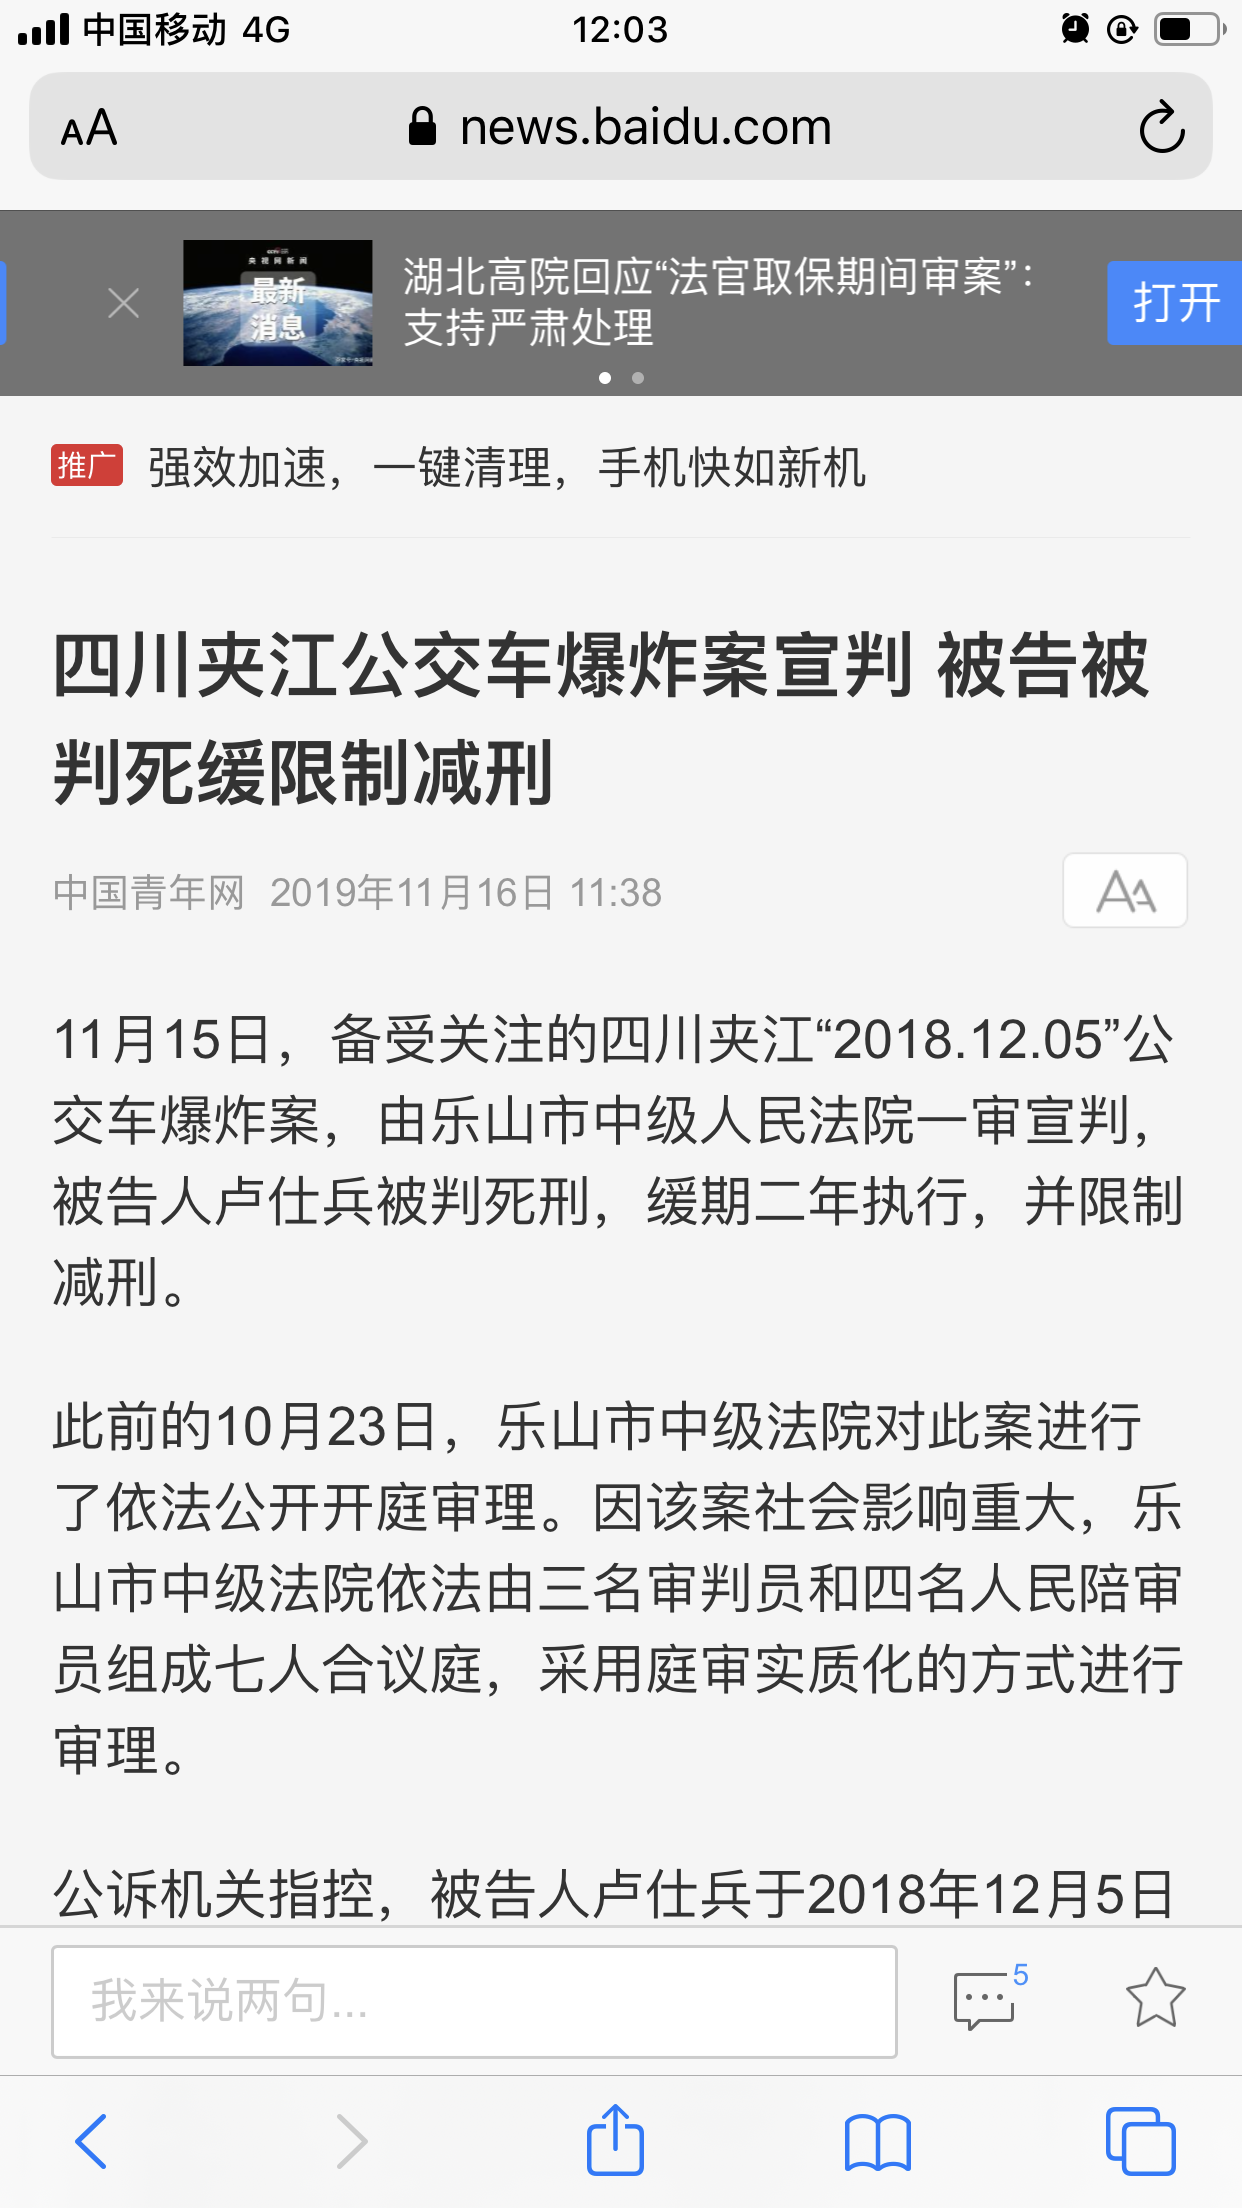 中国移动 4G 12:03
AA news.baidu.com
央视网新闻
最新
消息
湖北高院回应“法官取保期间审案”：
支持严肃处理
打开
推广 强效加速，一键清理，手机快如新机
四川夹江公交车爆炸案宣判 被告被
判死缓限制减刑
中国青年网 2019年11月16日 11:38
AA
11月15日，备受关注的四川夹江“2018.12.05”公
交车爆炸案，由乐山市中级人民法院一审宣判，
被告人卢仕兵被判死刑，缓期二年执行，并限制
减刑。
此前的10月23日，乐山市中级法院对此案进行
了依法公开开庭审理。因该案社会影响重大，乐
山市中级法院依法由三名审判员和四名人民陪审
员组成七人合议庭，采用庭审实质化的方式进行
审理。
公诉机关指控，被告人卢仕兵于2018年12月5日
我来说两句...
5